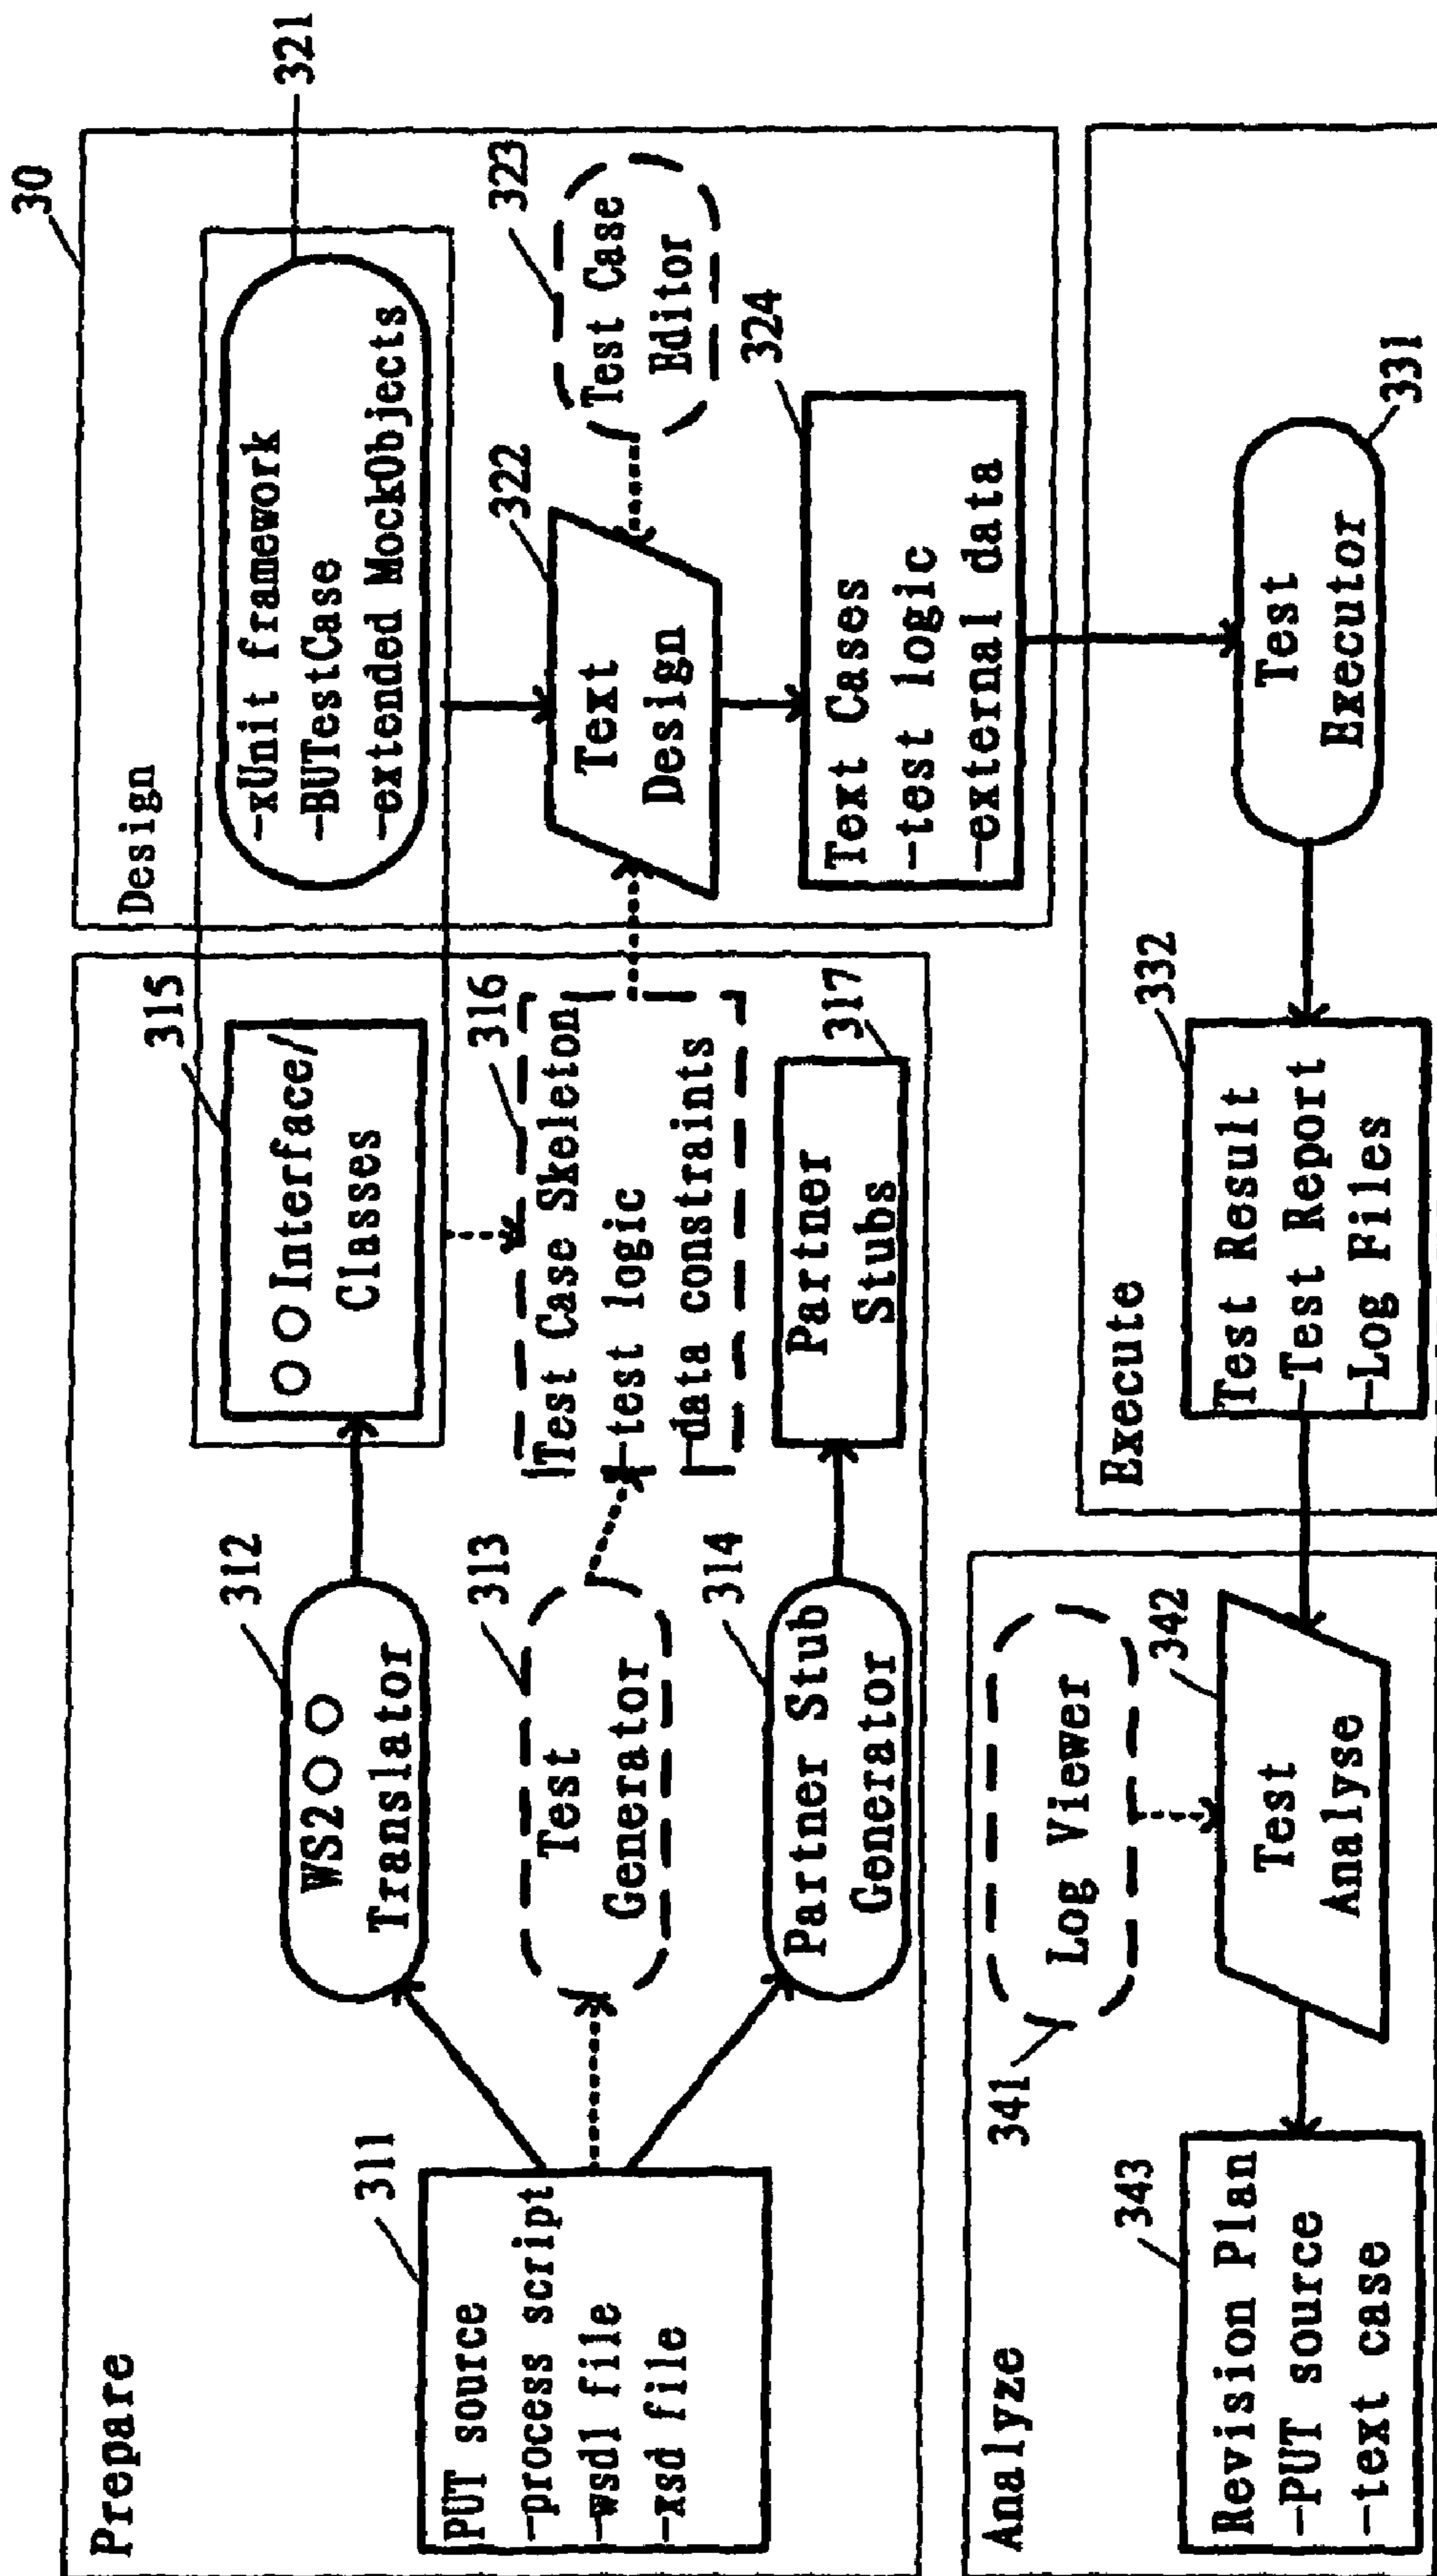 30
Prepare
311
PUT source
-process script
-wsdl file
-xsd file
312
WS2○○
Translator
313
Test
Generator
314
Partner Stub
Generator
315
○○Interface/
Classes
316
Test Case Skeleton
-test logic
-data constraints
317
Partner
Stubs
Design
321
-xUnit framework
-BUTestCase
-extended MockObjects
322
Text
Design
323
Test Case
Editor
324
Text Cases
-test logic
-external data
Analyze
341
Log Viewer
342
Test
Analyse
343
Revision Plan
-PUT source
-text case
Execute
332
Test Result
-Test Report
-Log Files
331
Test
Executor